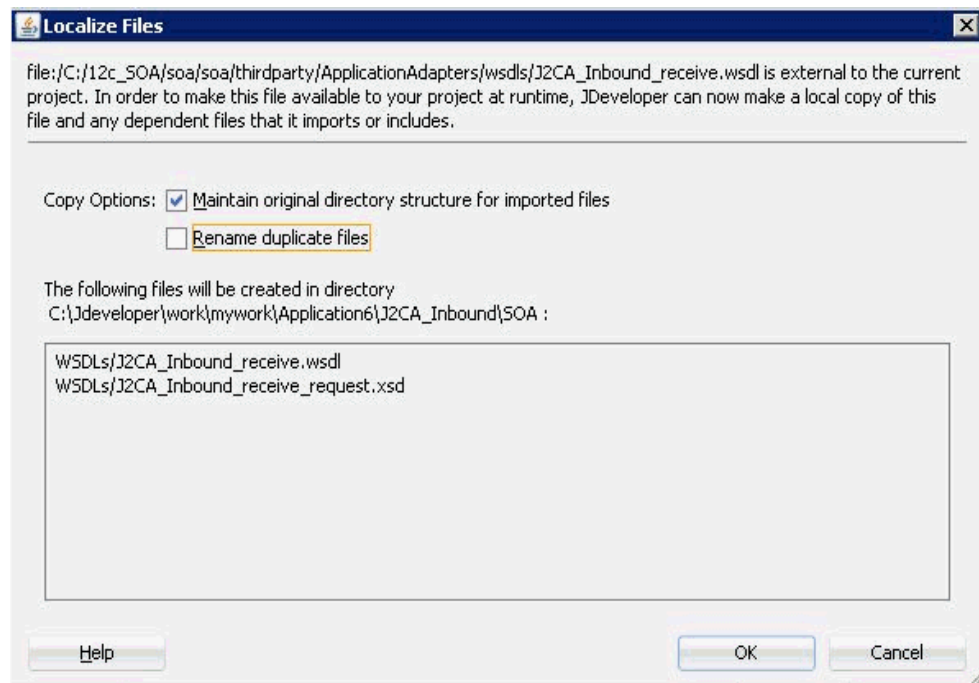 Localize Files
file:/C:/12c_SOA/soa/soa/thirdparty/ApplicationAdapters/wsdls/J2CA_Inbound_receive.wsdl is external to the current
project. In order to make this file available to your project at runtime, JDeveloper can now make a local copy of this
file and any dependent files that it imports or includes.
Copy Options: Maintain original directory structure for imported files
Rename duplicate files
The following files will be created in directory
C:\Jdeveloper\work\mywork\Application6\J2CA_Inbound\SOA :
WSDLs/J2CA_Inbound_receive.wsdl
WSDLs/J2CA_Inbound_receive_request.xsd
Help
OK
Cancel